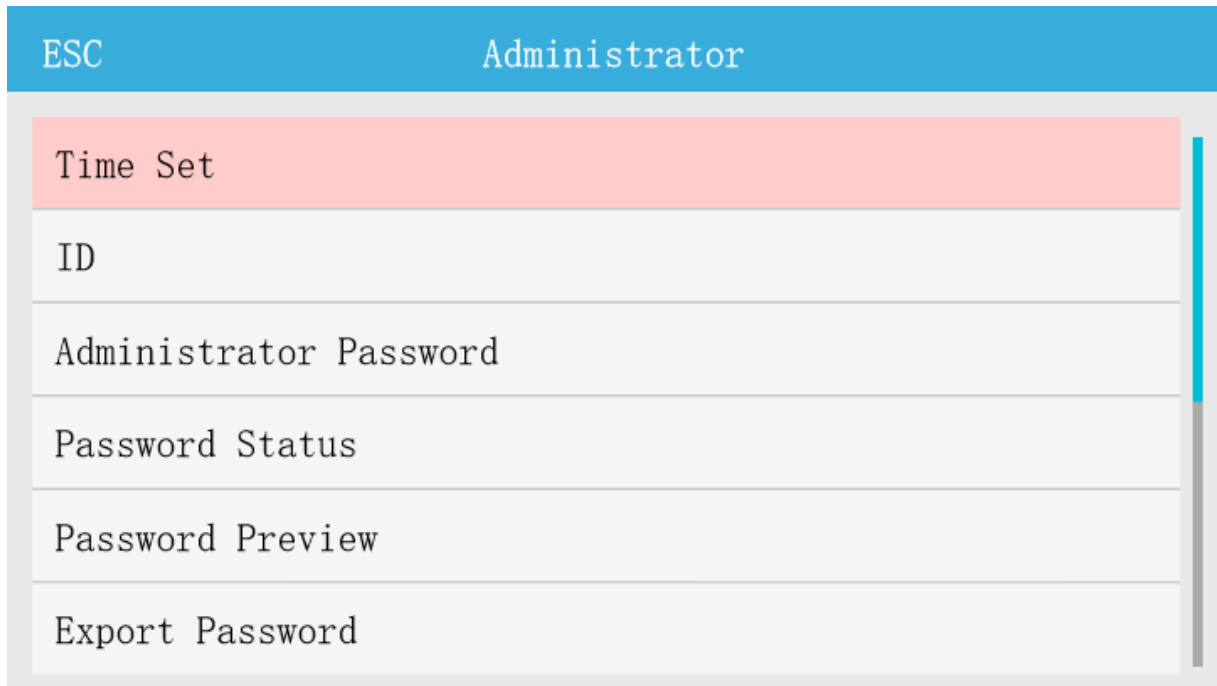 ESC Administrator
Time Set
ID
Administrator Password
Password Status
Password Preview
Export Password